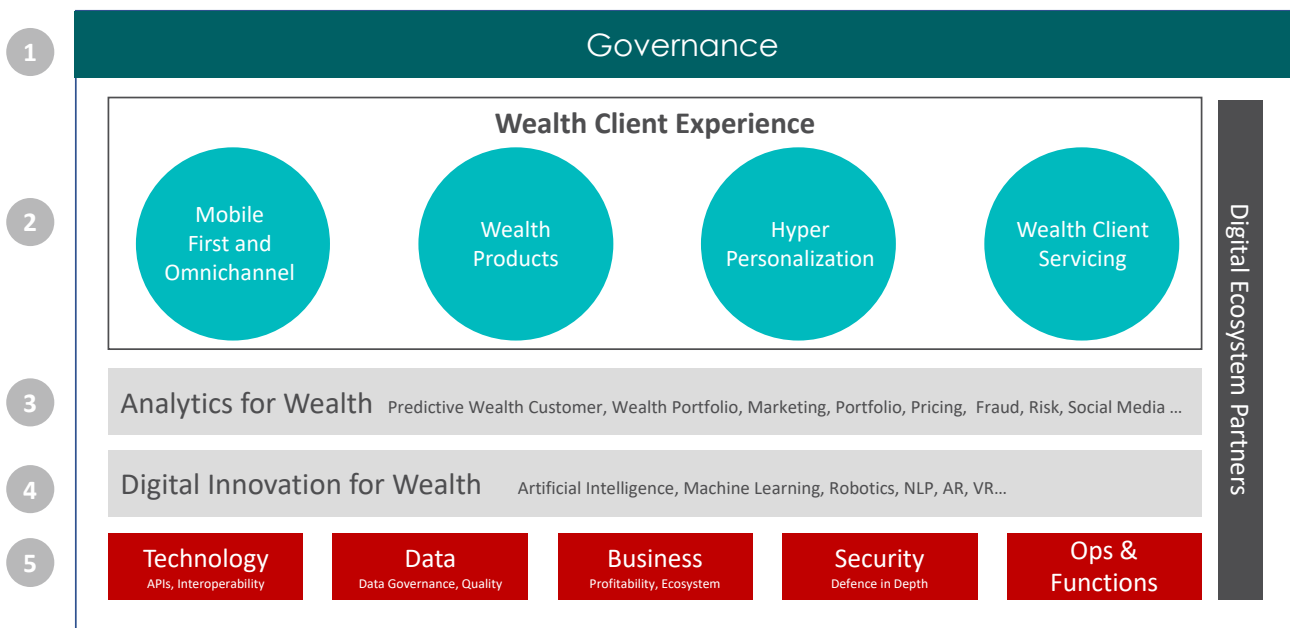 1
Governance
Wealth Client Experience
2
Mobile
First and
Omnichannel
Wealth
Products
Hyper
Personalization
Wealth Client
Servicing
Digital Ecosystem Partners
3
Analytics for Wealth Predictive Wealth Customer, Wealth Portfolio, Marketing, Portfolio, Pricing, Fraud, Risk, Social Media ...
4
Digital Innovation for Wealth Artificial Intelligence, Machine Learning, Robotics, NLP, AR, VR...
5
Technology
APIs, Interoperability
Data
Data Governance, Quality
Business
Profitability, Ecosystem
Security
Defence in Depth
Ops &
Functions